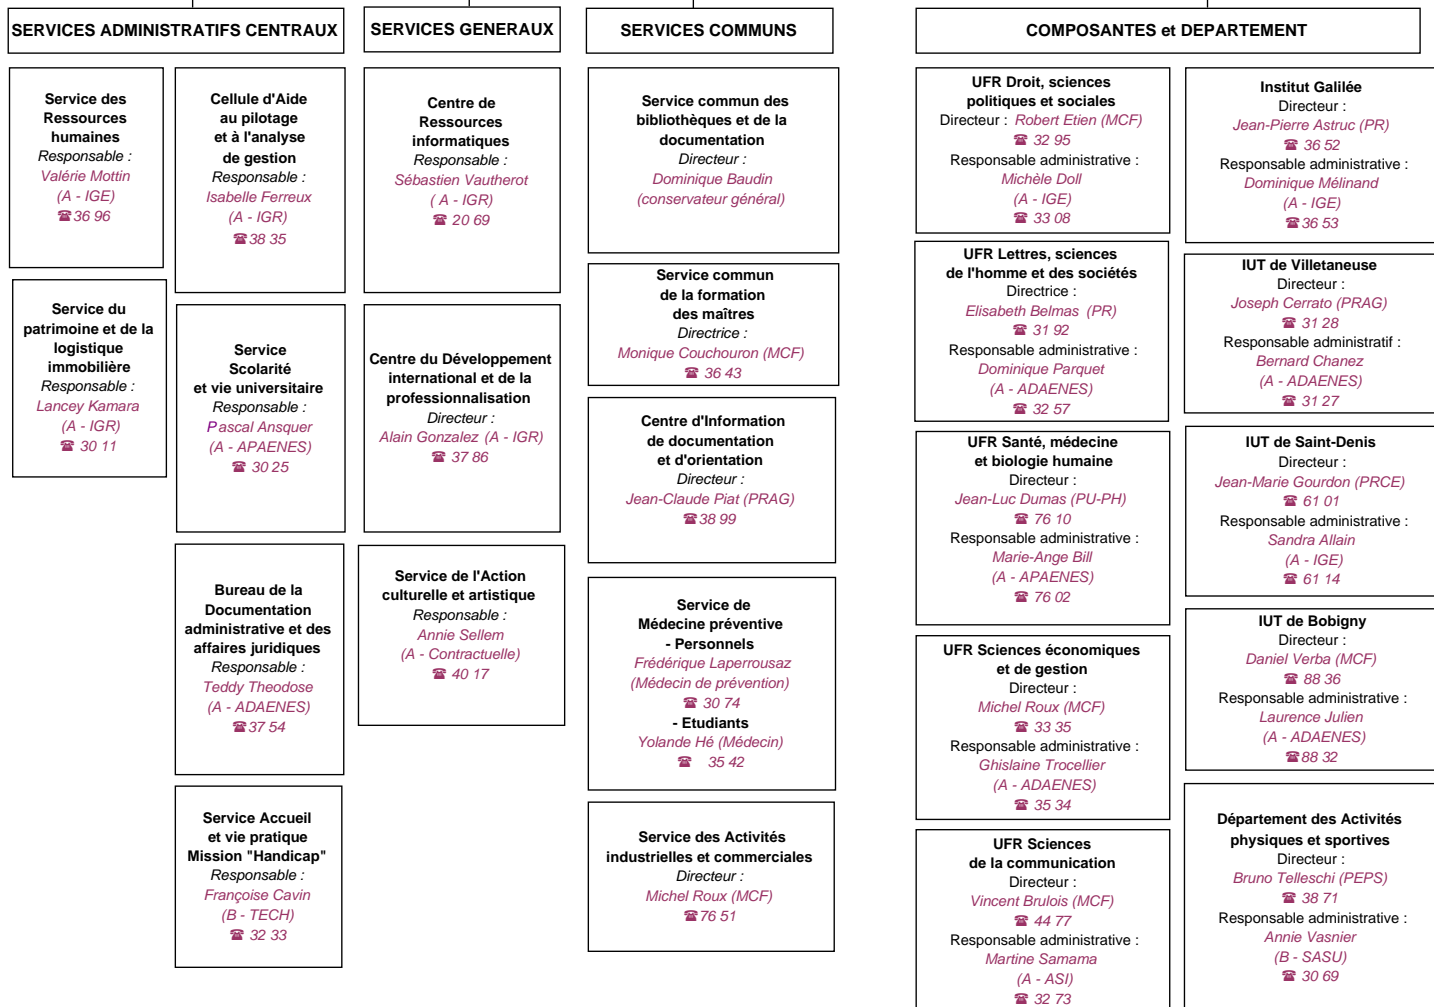 SERVICES ADMINISTRATIFS CENTRAUX
Service des
Ressources
humaines
Responsable :
Valérie Mottin
(A - IGE)
☎ 36 96
Service du
patrimoine et de la
logistique
immobilière
Responsable :
Lancey Kamara
(A - IGR)
☎ 30 11
Cellule d'Aide
au pilotage
et à l'analyse
de gestion
Responsable :
Isabelle Ferreux
(A - IGR)
☎ 38 35
Service
Scolarité
et vie universitaire
Responsable :
Pascal Ansquer
(A - APAENES)
☎ 30 25
Bureau de la
Documentation
administrative et des
affaires juridiques
Responsable :
Teddy Theodose
(A - ADAENES)
☎ 37 54
Service Accueil
et vie pratique
Mission "Handicap"
Responsable :
Françoise Cavin
(B - TECH)
☎ 32 33
SERVICES GENERAUX
Centre de
Ressources
informatiques
Responsable :
Sébastien Vautherot
( A - IGR)
☎ 20 69
Centre du Développement
international et de la
professionnalisation
Directeur :
Alain Gonzalez (A - IGR)
☎ 37 86
Service de l'Action
culturelle et artistique
Responsable :
Annie Sellem
(A - Contractuelle)
☎ 40 17
SERVICES COMMUNS
Service commun des
bibliothèques et de la
documentation
Directeur :
Dominique Baudin
(conservateur général)
Service commun
de la formation
des maîtres
Directrice :
Monique Couchouron (MCF)
☎ 36 43
Centre d'Information
de documentation
et d'orientation
Directeur :
Jean-Claude Piat (PRAG)
☎ 38 99
Service de
Médecine préventive
- Personnels
Frédérique Laperrousaz
(Médecin de prévention)
☎ 30 74
- Etudiants
Yolande Hé (Médecin)
☎ 35 42
Service des Activités
industrielles et commerciales
Directeur :
Michel Roux (MCF)
☎ 76 51
COMPOSANTES et DEPARTEMENT
UFR Droit, sciences
politiques et sociales
Directeur : Robert Etien (MCF)
☎ 32 95
Responsable administrative :
Michèle Doll
(A - IGE)
☎ 33 08
UFR Lettres, sciences
de l'homme et des sociétés
Directrice :
Elisabeth Belmas (PR)
☎ 31 92
Responsable administrative :
Dominique Parquet
(A - ADAENES)
☎ 32 57
UFR Santé, médecine
et biologie humaine
Directeur :
Jean-Luc Dumas (PU-PH)
☎ 76 10
Responsable administrative :
Marie-Ange Bill
(A - APAENES)
☎ 76 02
UFR Sciences économiques
et de gestion
Directeur :
Michel Roux (MCF)
☎ 33 35
Responsable administrative :
Ghislaine Trocellier
(A - ADAENES)
☎ 35 34
UFR Sciences
de la communication
Directeur :
Vincent Brulois (MCF)
☎ 44 77
Responsable administrative :
Martine Samama
(A - ASI)
☎ 32 73
Institut Galilée
Directeur :
Jean-Pierre Astruc (PR)
☎ 36 52
Responsable administrative :
Dominique Mélinand
(A - IGE)
☎ 36 53
IUT de Villetaneuse
Directeur :
Joseph Cerrato (PRAG)
☎ 31 28
Responsable administratif :
Bernard Chanez
(A - ADAENES)
☎ 31 27
IUT de Saint-Denis
Directeur :
Jean-Marie Gourdon (PRCE)
☎ 61 01
Responsable administrative :
Sandra Allain
(A - IGE)
☎ 61 14
IUT de Bobigny
Directeur :
Daniel Verba (MCF)
☎ 88 36
Responsable administrative :
Laurence Julien
(A - ADAENES)
☎ 88 32
Département des Activités
physiques et sportives
Directeur :
Bruno Telleschi (PEPS)
☎ 38 71
Responsable administrative :
Annie Vasnier
(B - SASU)
☎ 30 69